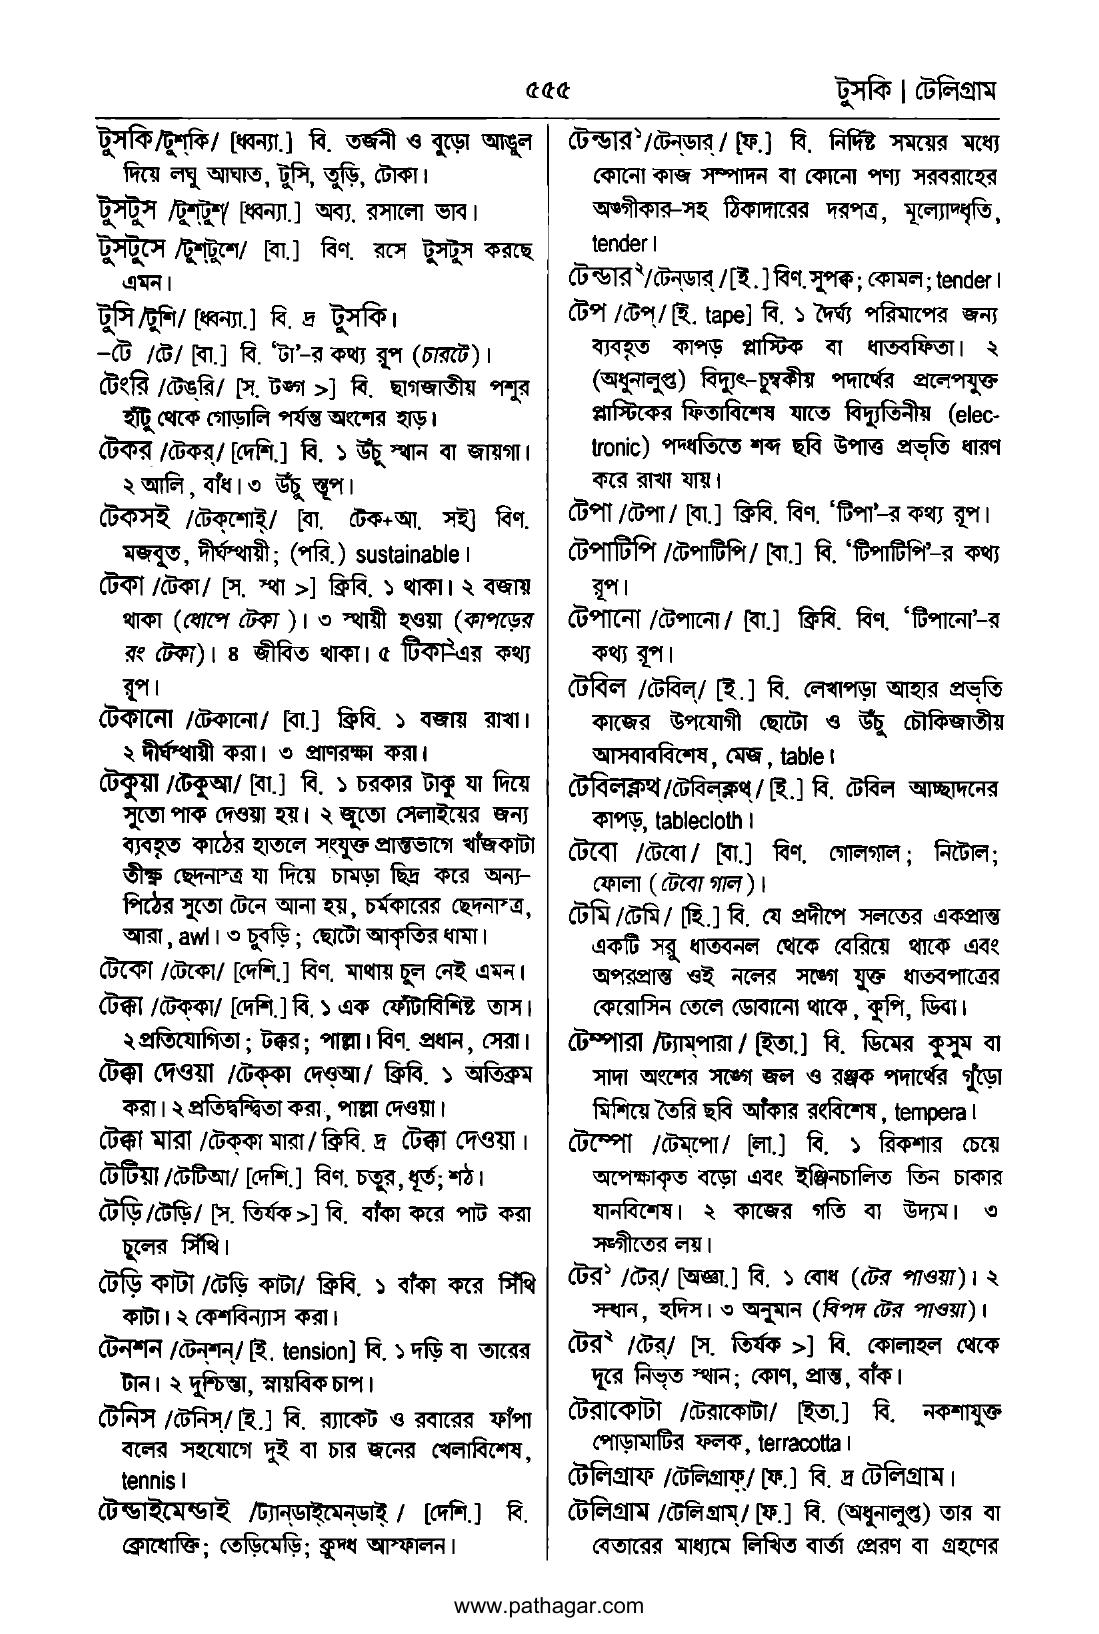 ৫৫৫
টুসকি | টেলিগ্রাম
টুসকি /টুশ্‌কি/ [ধ্বন্যা.] বি. তর্জনী ও বুড়ো আঙুল
দিয়ে লঘু আঘাত, টুসি, তুড়ি, টোকা।
টুসটুস /টুশ্‌টুশ্/ [ধ্বন্যা.] অব্য. রসালো ভাব।
টুসটুসে /টুশ্‌টুশে/ [বা.] বিণ. রসে টুসটুস করছে
এমন।
টুসি /টুশি/ [ধ্বন্যা.] বি. দ্র টুসকি।
–টে /টে/ [বা.] বি. ‘টা’–র কথ্য রূপ (চারটে)।
টেংরি /টেঙ্‌রি/ [স. টঙ্গ >] বি. ছাগজাতীয় পশুর
হাঁটু থেকে গোড়ালি পর্যন্ত অংশের হাড়।
টেকর /টেকর্/ [দেশি.] বি. ১ উঁচু স্থান বা জায়গা।
২ আলি, বাঁধ। ৩ উঁচু স্তূপ।
টেকসই /টেক্‌শোই্/ [বা. টেক+আ. সই] বিণ.
মজবুত, দীর্ঘস্থায়ী; (পরি.) sustainable।
টেকা /টেকা/ [স. স্থা >] ক্রিবি. ১ থাকা। ২ বজায়
থাকা (ধোপে টেকা )। ৩ স্থায়ী হওয়া (কাপড়ের
রং টেকা)। ৪ জীবিত থাকা। ৫ টিকা২এর কথ্য
রূপ।
টেকানো /টেকানো/ [বা.] ক্রিবি. ১ বজায় রাখা।
২ দীর্ঘস্থায়ী করা। ৩ প্রাণরক্ষা করা।
টেকুয়া /টেকুআ/ [বা.] বি. ১ চরকার টাকু যা দিয়ে
সুতো পাক দেওয়া হয়। ২ জুতো সেলাইয়ের জন্য
ব্যবহৃত কাঠের হাতলে সংযুক্ত প্রান্তভাগে খাঁজকাটা
তীক্ষ্ণ ছেদনাস্ত্র যা দিয়ে চামড়া ছিদ্র করে অন্য–
পিঠের সুতো টেনে আনা হয়, চর্মকারের ছেদনাস্ত্র,
আরা, awl। ৩ চুবড়ি; ছোটো আকৃতির ধামা।
টেকো /টেকো/ [দেশি.] বিণ. মাথায় চুল নেই এমন।
টেক্কা /টেক্‌কা/ [দেশি.] বি. ১ এক ফোঁটাবিশিষ্ট তাস।
২ প্রতিযোগিতা; টক্কর; পাল্লা। বিণ. প্রধান, সেরা।
টেক্কা দেওয়া /টেক্‌কা দেওআ/ ক্রিবি. ১ অতিক্রম
করা। ২ প্রতিদ্বন্দ্বিতা করা, পাল্লা দেওয়া।
টেক্কা মারা /টেক্‌কা মারা/ ক্রিবি. দ্র টেক্কা দেওয়া।
টেটিয়া /টেটিআ/ [দেশি.] বিণ. চতুর, ধূর্ত; শঠ।
টেড়ি /টেড়ি/ [স. তির্যক >] বি. বাঁকা করে পাট করা
চুলের সিঁথি।
টেড়ি কাটা /টেড়ি কাটা/ ক্রিবি. ১ বাঁকা করে সিঁথি
কাটা। ২ কেশবিন্যাস করা।
টেনশন /টেন্‌শন্/ [ই. tension] বি. ১ দড়ি বা তারের
টান। ২ দুশ্চিন্তা, স্নায়বিক চাপ।
টেনিস /টেনিস্/ [ই.] বি. র‍্যাকেট ও রবারের ফাঁপা
বলের সহযোগে দুই বা চার জনের খেলাবিশেষ,
tennis।
টেন্ডাইমেন্ডাই /ট্যান্‌ডাই্‌মেন্‌ডাই্ / [দেশি.] বি.
ক্রোধোক্তি; তেড়িমেড়ি; ক্রুদ্ধ আস্ফালন।
টেন্ডার১ /টেন্‌ডার্ / [ফ.] বি. নির্দিষ্ট সময়ের মধ্যে
কোনো কাজ সম্পাদন বা কোনো পণ্য সরবরাহের
অঙ্গীকার–সহ ঠিকাদারের দরপত্র, মূল্যোদ্ধৃতি,
tender।
টেন্ডার২ /টেন্‌ডার্ / [ই.] বিণ. সুপক্ব; কোমল; tender।
টেপ /টেপ্/ [ই. tape] বি. ১ দৈর্ঘ্য পরিমাপের জন্য
ব্যবহৃত কাপড় প্লাস্টিক বা ধাতবফিতা। ২
(অধুনালুপ্ত) বিদ্যুৎ–চুম্বকীয় পদার্থের প্রলেপযুক্ত
প্লাস্টিকের ফিতাবিশেষ যাতে বিদ্যুতিনীয় (elec-
tronic) পদ্ধতিতে শব্দ ছবি উপাত্ত প্রভৃতি ধারণ
করে রাখা যায়।
টেপা /টেপা/ [বা.] ক্রিবি. বিণ. ‘টিপা’–র কথ্য রূপ।
টেপাটিপি /টেপাটিপি/ [বা.] বি. ‘টিপাটিপি’–র কথ্য
রূপ।
টেপানো /টেপানো/ [বা.] ক্রিবি. বিণ. ‘টিপানো’–র
কথ্য রূপ।
টেবিল /টেবিল্/ [ই.] বি. লেখাপড়া আহার প্রভৃতি
কাজের উপযোগী ছোটো ও উঁচু চৌকিজাতীয়
আসবাববিশেষ, মেজ, table।
টেবিলক্লথ /টেবিল্‌ক্লথ্/ [ই.] বি. টেবিল আচ্ছাদনের
কাপড়, tablecloth।
টেবো /টেবো/ [বা.] বিণ. গোলগাল; নিটোল;
ফোলা (টেবো গাল)।
টেমি /টেমি/ [হি.] বি. যে প্রদীপে সলতের একপ্রান্ত
একটি সরু ধাতবনল থেকে বেরিয়ে থাকে এবং
অপরপ্রান্ত ওই নলের সঙ্গে যুক্ত ধাতবপাত্রের
কেরোসিন তেলে ডোবানো থাকে, কুপি, ডিবা।
টেম্পারা /ট্যাম্‌পারা/ [ইতা.] বি. ডিমের কুসুম বা
সাদা অংশের সঙ্গে জল ও রঞ্জক পদার্থের গুঁড়ো
মিশিয়ে তৈরি ছবি আঁকার রংবিশেষ, tempera।
টেম্পো /টেম্‌পো/ [লা.] বি. ১ রিকশার চেয়ে
অপেক্ষাকৃত বড়ো এবং ইঞ্জিনচালিত তিন চাকার
যানবিশেষ। ২ কাজের গতি বা উদ্যম। ৩
সঙ্গীতের লয়।
টের১ /টের্/ [অজ্ঞা.] বি. ১ বোধ (টের পাওয়া)। ২
সন্ধান, হদিস। ৩ অনুমান (বিপদ টের পাওয়া)।
টের২ /টের্/ [স. তির্যক >] বি. কোলাহল থেকে
দূরে নিভৃত স্থান; কোণ, প্রান্ত, বাঁক।
টেরাকোটা /টেরাকোটা/ [ইতা.] বি. নকশাযুক্ত
পোড়ামাটির ফলক, terracotta।
টেলিগ্রাফ /টেলিগ্রাফ্/ [ফ.] বি. দ্র টেলিগ্রাম।
টেলিগ্রাম /টেলিগ্রাম্/ [ফ.] বি. (অধুনালুপ্ত) তার বা
বেতারের মাধ্যমে লিখিত বার্তা প্রেরণ বা গ্রহণের
www.pathagar.com